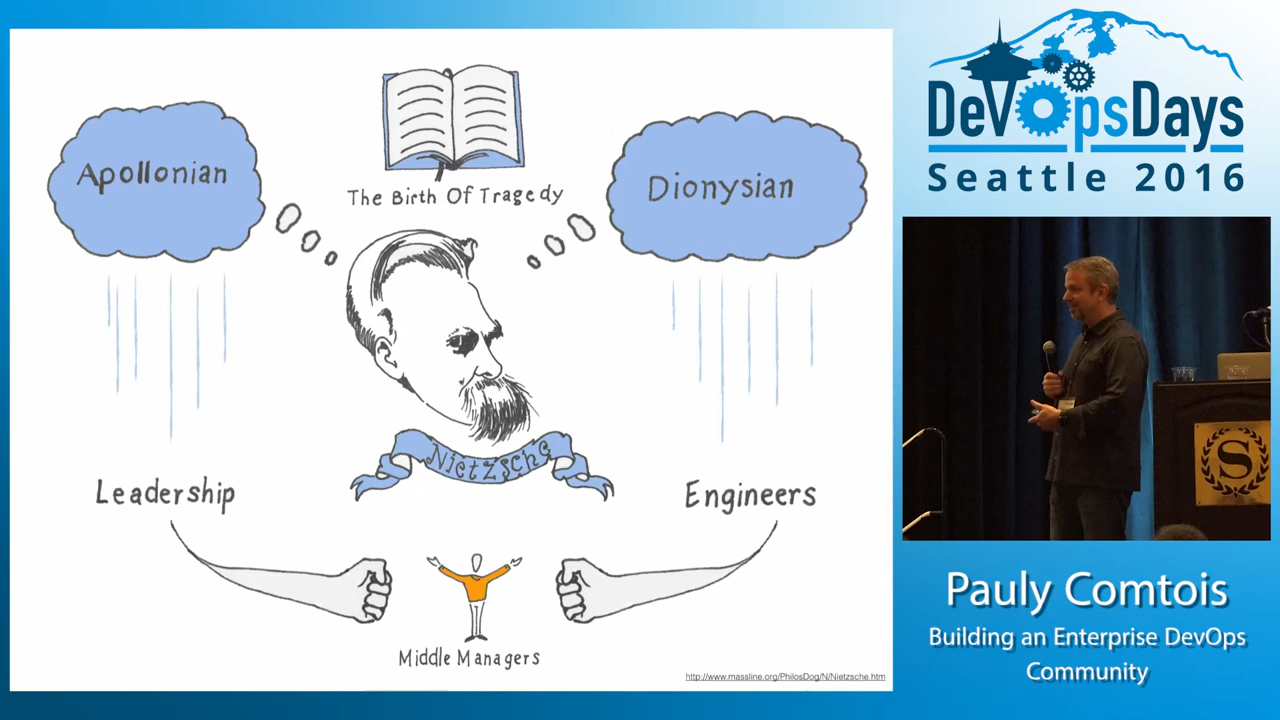 Apollonian
The Birth Of Tragedy
Dionysian
Nietzsche
Leadership
Engineers
Middle Managers
http://www.massline.org/PhilosDog/N/Nietzsche.htm
DevOpsDays
Seattle 2016
S
Pauly Comtois
Building an Enterprise DevOps
Community